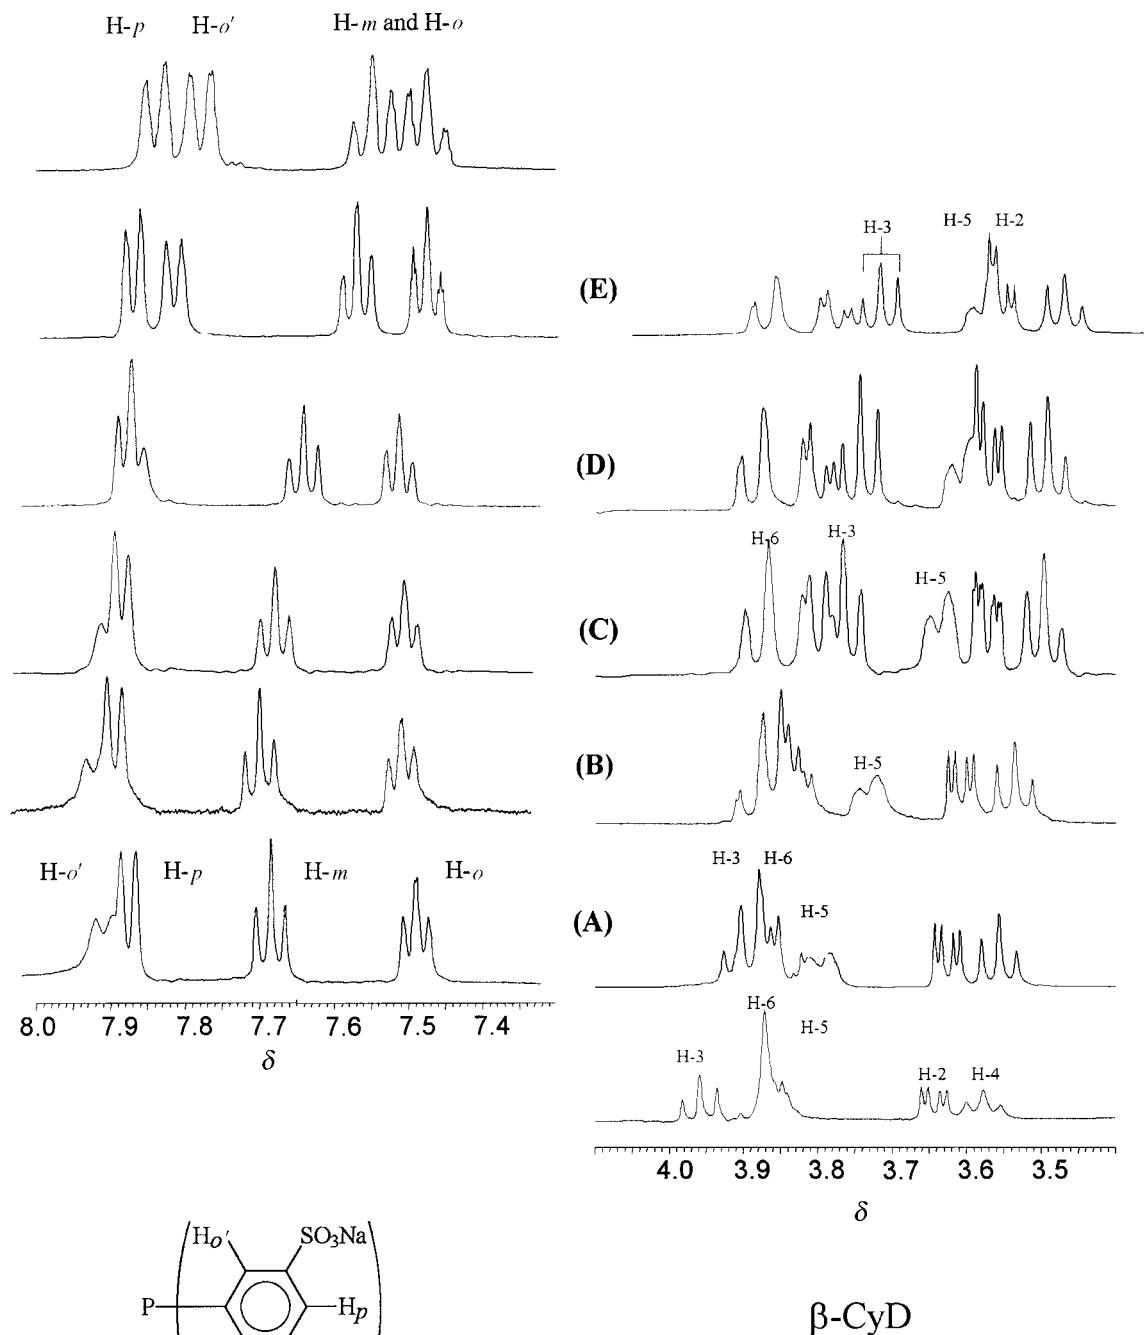 H-p H-o' H-m and H-o
H-3 H-5 H-2
(E)
(D)
H-6 H-3 H-5
(C)
H-5
(B)
H-o' H-p H-m H-o
H-3 H-6 H-5
(A)
8.0 7.9 7.8 7.7 7.6 7.5 7.4
δ
H-6
H-5
H-3 H-2 H-4
4.0 3.9 3.8 3.7 3.6 3.5
δ
Ho' SO3Na
P Hp
β-CyD